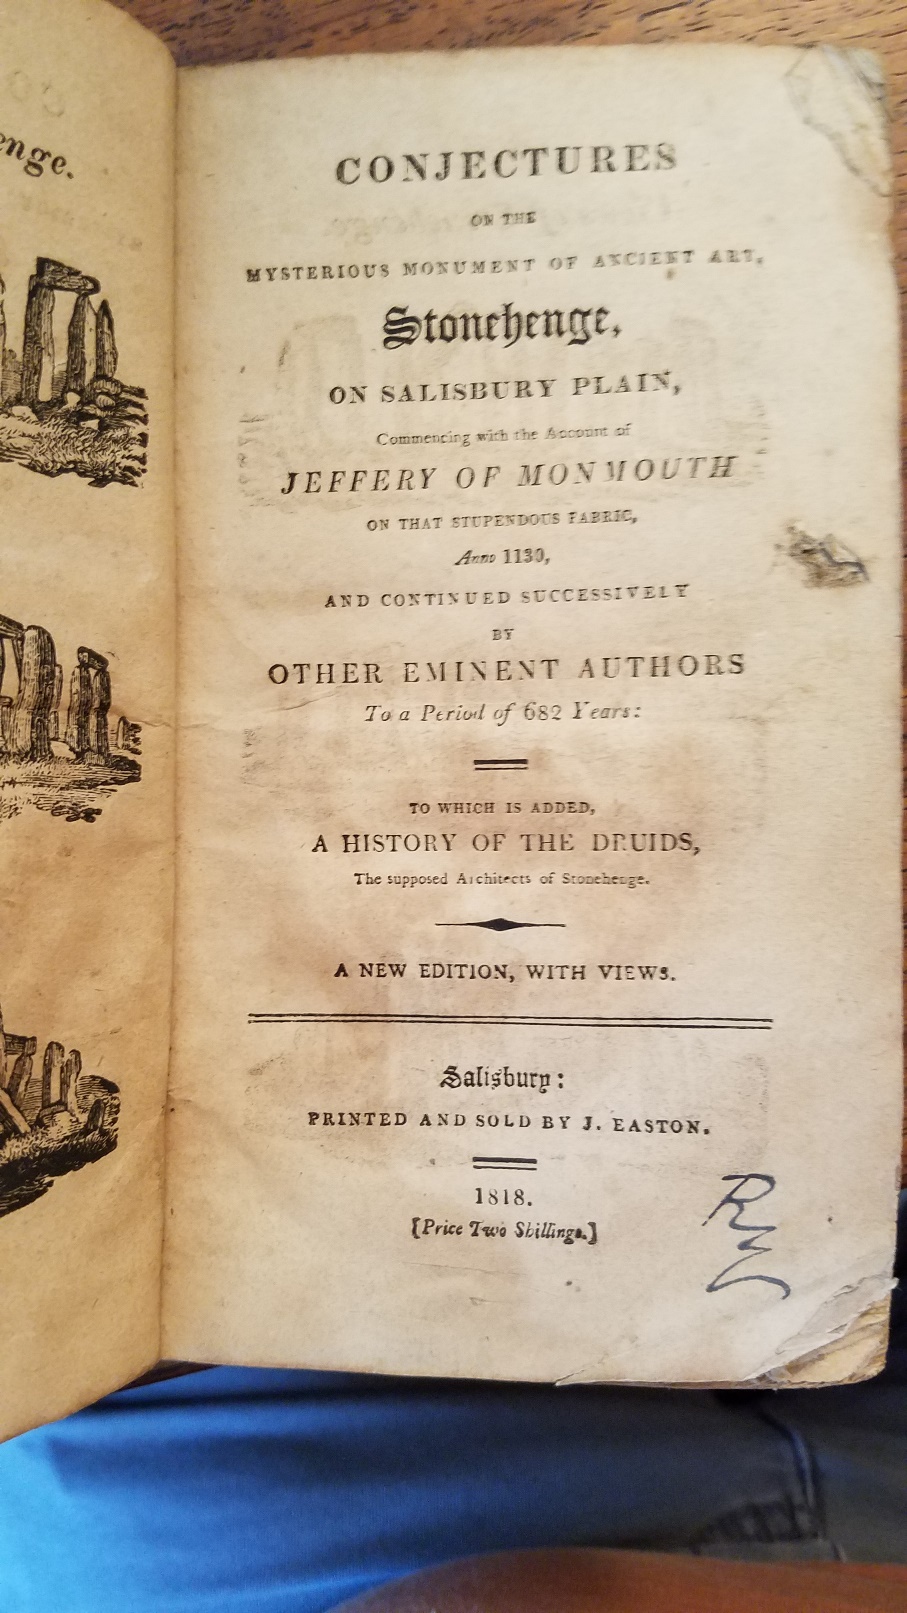 enge.
CONJECTURES
ON THE
MYSTERIOUS MONUMENT OF ANCIENT ART,
Stonehenge,
ON SALISBURY PLAIN,
Commencing with the Account of
JEFFERY OF MONMOUTH
ON THAT STUPENDOUS FABRIC,
Anno 1130,
AND CONTINUED SUCCESSIVELY
BY
OTHER EMINENT AUTHORS
To a Period of 682 Years:
TO WHICH IS ADDED,
A HISTORY OF THE DRUIDS,
The supposed Architects of Stonehenge.
A NEW EDITION, WITH VIEWS.
Salisbury:
PRINTED AND SOLD BY J. EASTON.
1818.
[Price Two Shillings.]